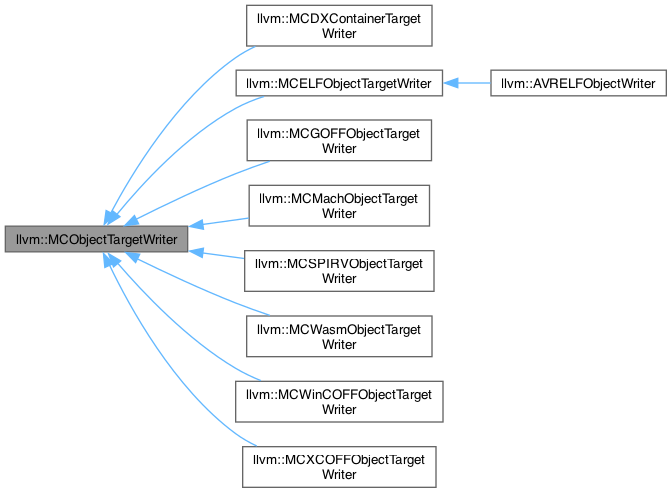 llvm::MCDXContainerTarget
Writer
llvm::MCELFObjectTargetWriter
llvm::AVRELFObjectWriter
llvm::MCGOFFObjectTarget
Writer
llvm::MCMachObjectTarget
Writer
llvm::MCObjectTargetWriter
llvm::MCSPIRVObjectTarget
Writer
llvm::MCWasmObjectTarget
Writer
llvm::MCWinCOFFObjectTarget
Writer
llvm::MCXCOFFObjectTarget
Writer